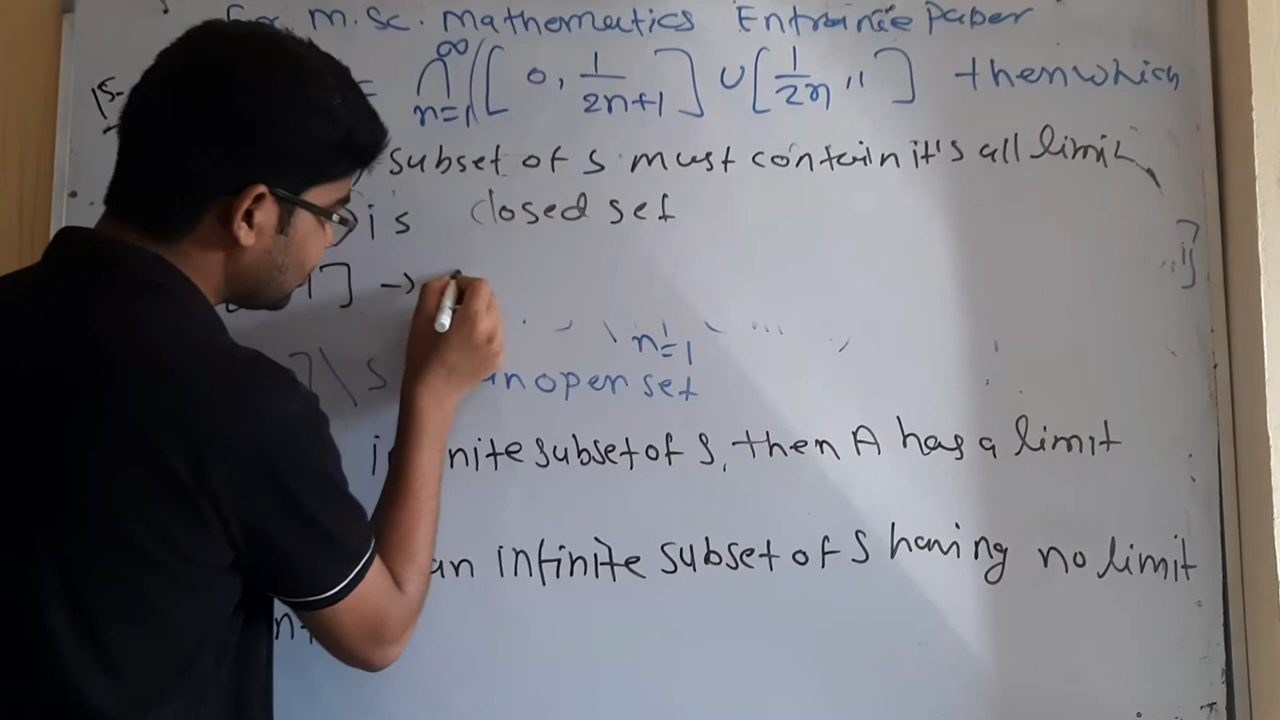 For M.Sc. Mathematics Entrance Paper
15. = ∞ ⋂ n=1 ([0, 1/2n+1] ∪ [1/2n, 1] then which
subset of S must contain it's all limit
is closed set
1] →
n=1
] \ S an open set
infinite subset of S, then A has a limit
an infinite subset of S having no limit